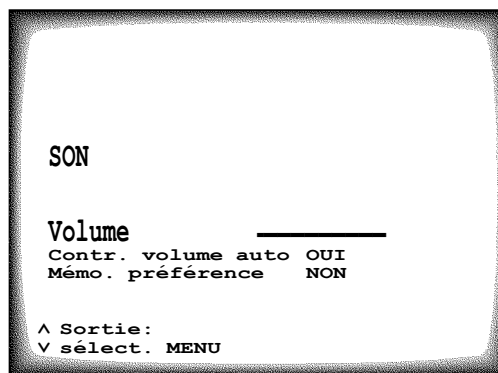 SON
Volume
Contr. volume auto OUI
Mémo. préférence NON
∧ Sortie:
∨ sélect. MENU